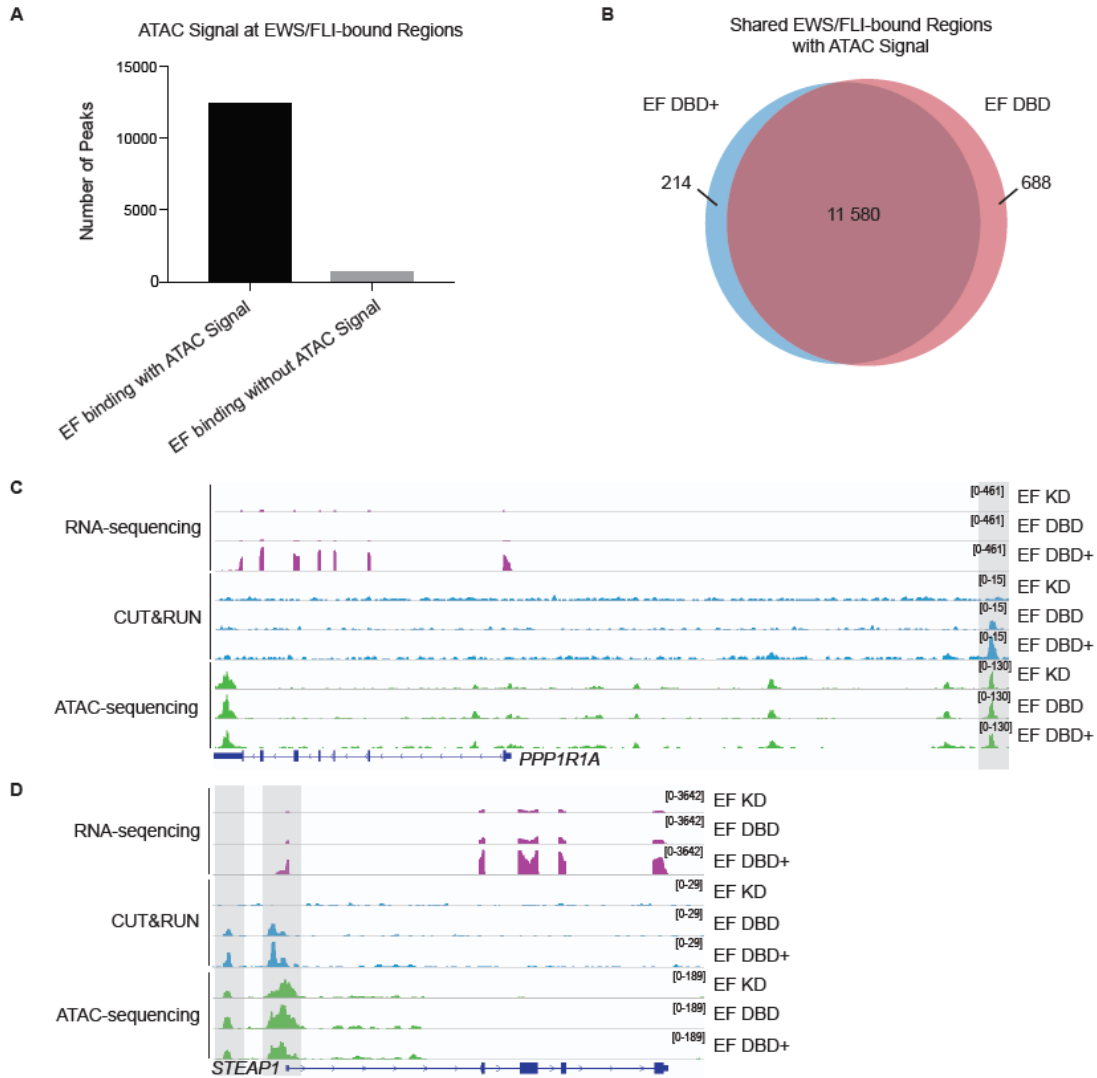 A
ATAC Signal at EWS/FLI-bound Regions
15000
10000
5000
0
Number of Peaks
EF binding with ATAC Signal
EF binding without ATAC Signal
B
Shared EWS/FLI-bound Regions
with ATAC Signal
EF DBD+
EF DBD
214
688
11 580
C
RNA-sequencing
[0-461] EF KD
[0-461] EF DBD
[0-461] EF DBD+
CUT&RUN
[0-15] EF KD
[0-15] EF DBD
[0-15] EF DBD+
ATAC-sequencing
[0-130] EF KD
[0-130] EF DBD
[0-130] EF DBD+
PPP1R1A
D
RNA-seqencing
[0-3642] EF KD
[0-3642] EF DBD
[0-3642] EF DBD+
CUT&RUN
[0-29] EF KD
[0-29] EF DBD
[0-29] EF DBD+
ATAC-sequencing
[0-189] EF KD
[0-189] EF DBD
[0-189] EF DBD+
STEAP1